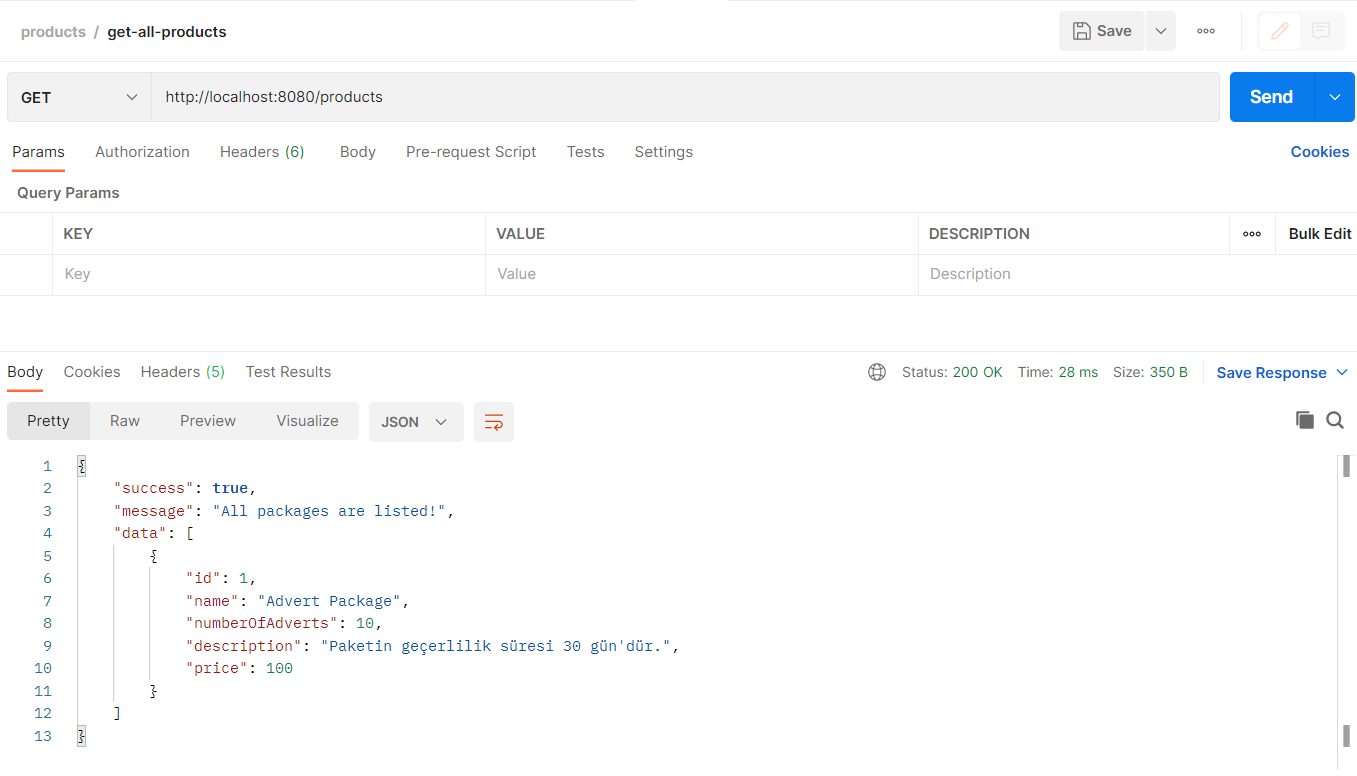 products / get-all-products Save
GET http://localhost:8080/products Send
Params Authorization Headers (6) Body Pre-request Script Tests Settings Cookies
Query Params
KEY VALUE DESCRIPTION Bulk Edit
Key Value Description
Body Cookies Headers (5) Test Results Status: 200 OK Time: 28 ms Size: 350 B Save Response
Pretty Raw Preview Visualize JSON
1 {
2 "success": true,
3 "message": "All packages are listed!",
4 "data": [
5 {
6 "id": 1,
7 "name": "Advert Package",
8 "numberOfAdverts": 10,
9 "description": "Paketin geçerlilik süresi 30 gün'dür.",
10 "price": 100
11 }
12 ]
13 }